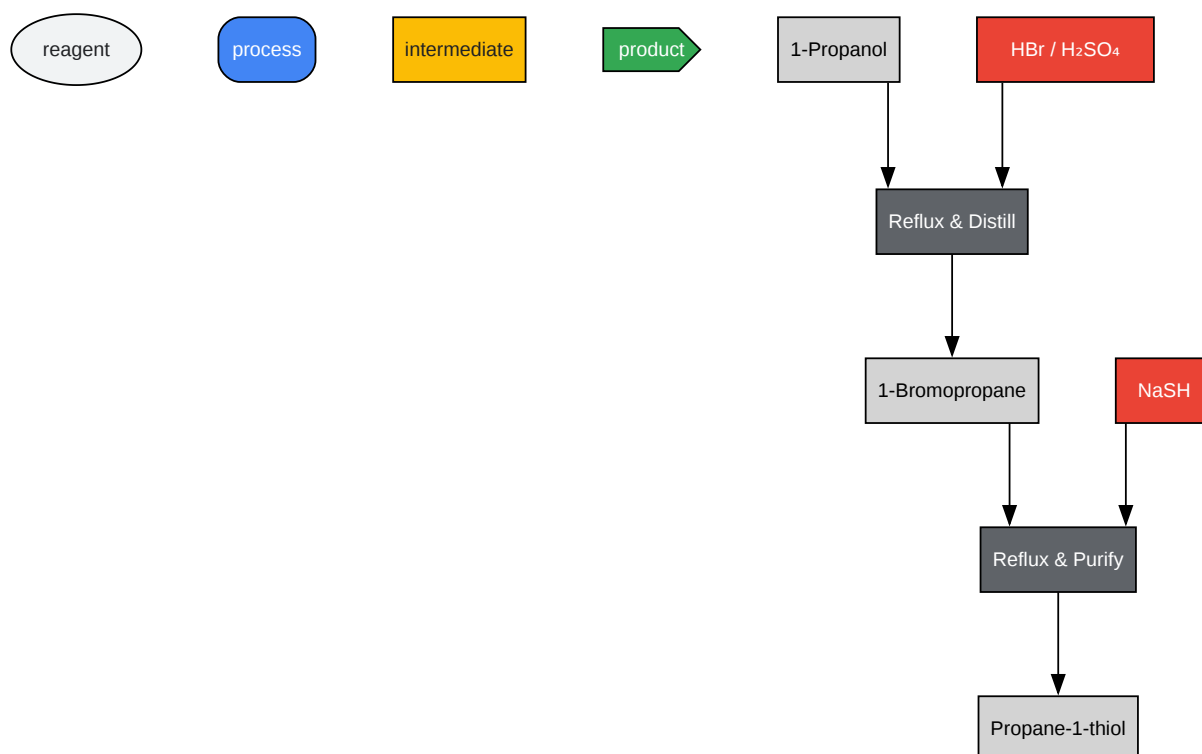 reagent
process
intermediate
product
1-Propanol
HBr / H₂SO₄
Reflux & Distill
1-Bromopropane
NaSH
Reflux & Purify
Propane-1-thiol